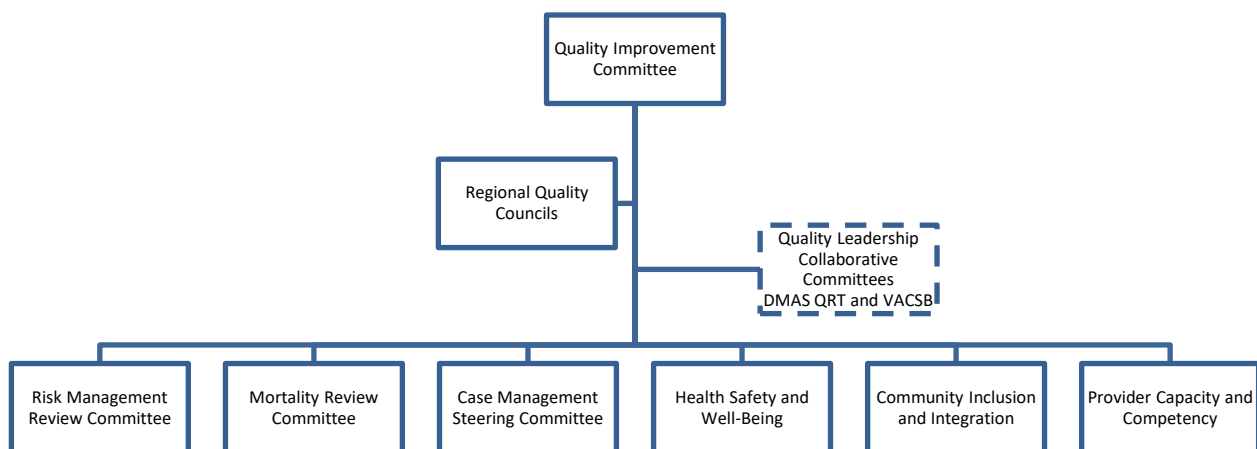 Quality Improvement
Committee
Regional Quality
Councils
Quality Leadership
Collaborative
Committees
DMAS QRT and VACSB
Risk Management
Review Committee
Mortality Review
Committee
Case Management
Steering Committee
Health Safety and
Well-Being
Community Inclusion
and Integration
Provider Capacity and
Competency